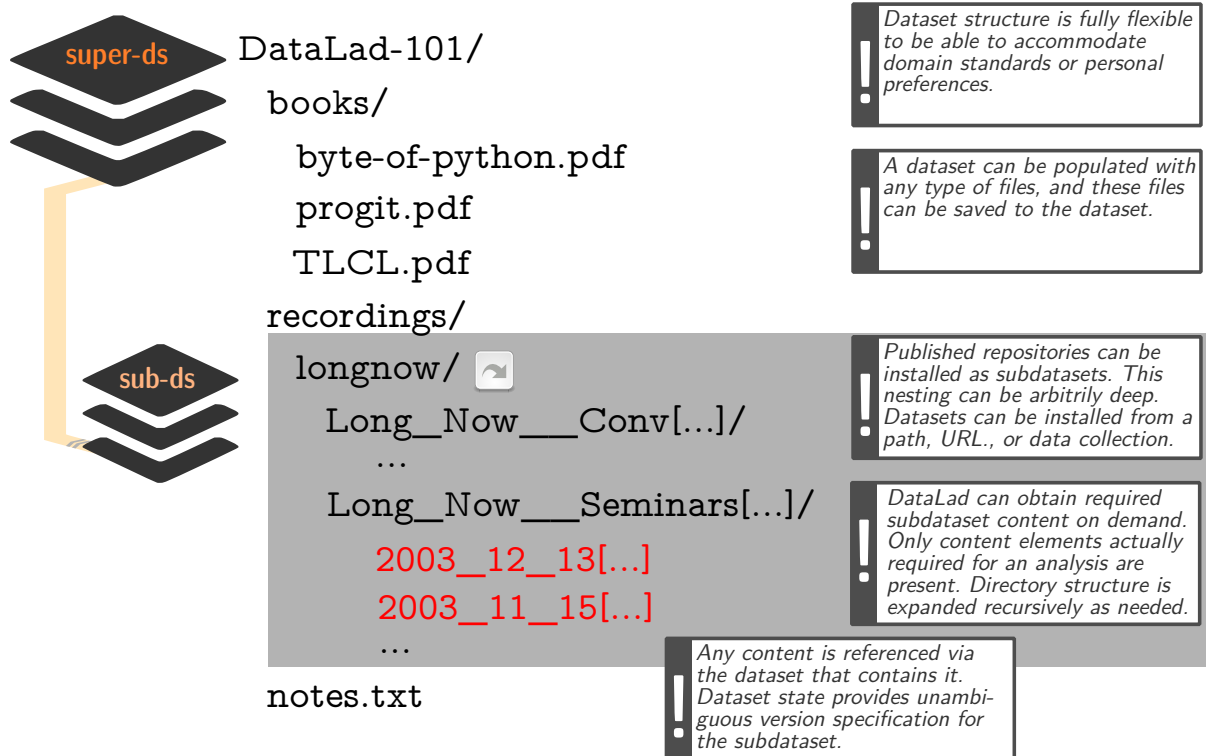 super-ds
DataLad-101/
books/
byte-of-python.pdf
progit.pdf
TLCL.pdf
recordings/
sub-ds
longnow/
Long_Now__Conv[...]/
...
Long_Now__Seminars[...]/
2003_12_13[...]
2003_11_15[...]
...
notes.txt
!
Dataset structure is fully flexible
to be able to accommodate
domain standards or personal
preferences.
!
A dataset can be populated with
any type of files, and these files
can be saved to the dataset.
!
Published repositories can be
installed as subdatasets. This
nesting can be arbitrily deep.
Datasets can be installed from a
path, URL., or data collection.
!
DataLad can obtain required
subdataset content on demand.
Only content elements actually
required for an analysis are
present. Directory structure is
expanded recursively as needed.
!
Any content is referenced via
the dataset that contains it.
Dataset state provides unambi-
guous version specification for
the subdataset.